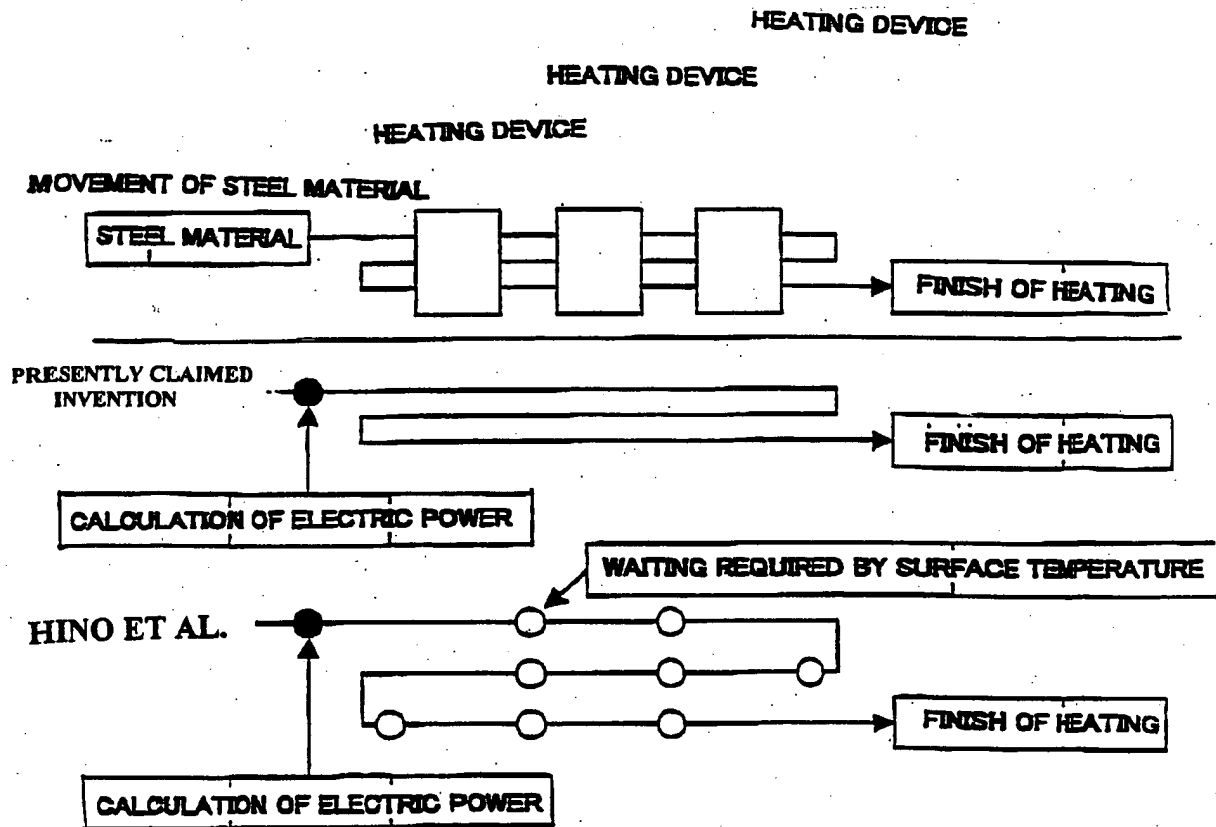 HEATING DEVICE
HEATING DEVICE
HEATING DEVICE
MOVEMENT OF STEEL MATERIAL
STEEL MATERIAL
FINISH OF HEATING
PRESENTLY CLAIMED
INVENTION
FINISH OF HEATING
CALCULATION OF ELECTRIC POWER
WAITING REQUIRED BY SURFACE TEMPERATURE
HINO ET AL.
FINISH OF HEATING
CALCULATION OF ELECTRIC POWER